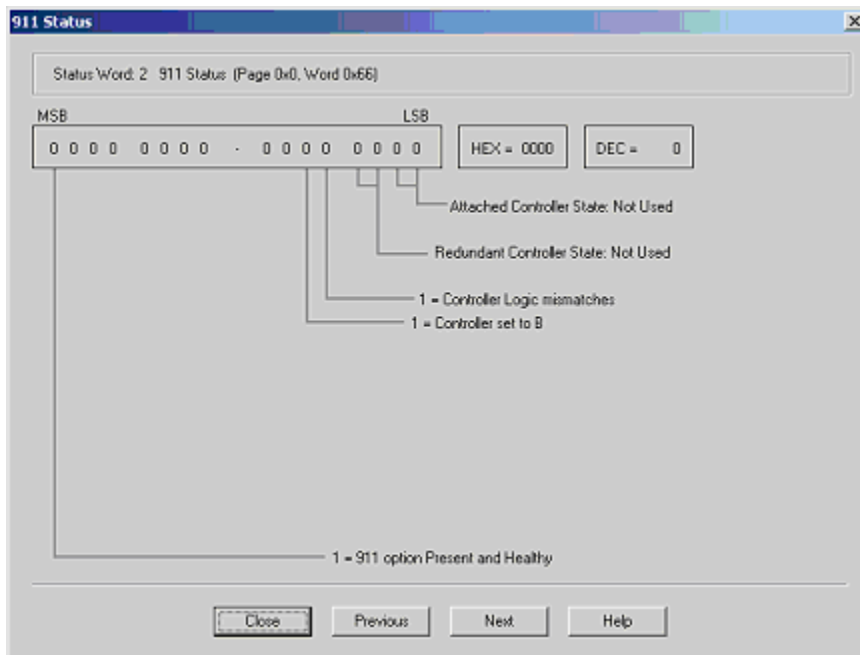 911 Status
Status Word: 2 911 Status (Page 0x0, Word 0x66)
MSB LSB
0 0 0 0 0 0 0 0 - 0 0 0 0 0 0 0 0 HEX = 0000 DEC = 0
Attached Controller State: Not Used
Redundant Controller State: Not Used
1 = Controller Logic mismatches
1 = Controller set to B
1 = 911 option Present and Healthy
Close Previous Next Help